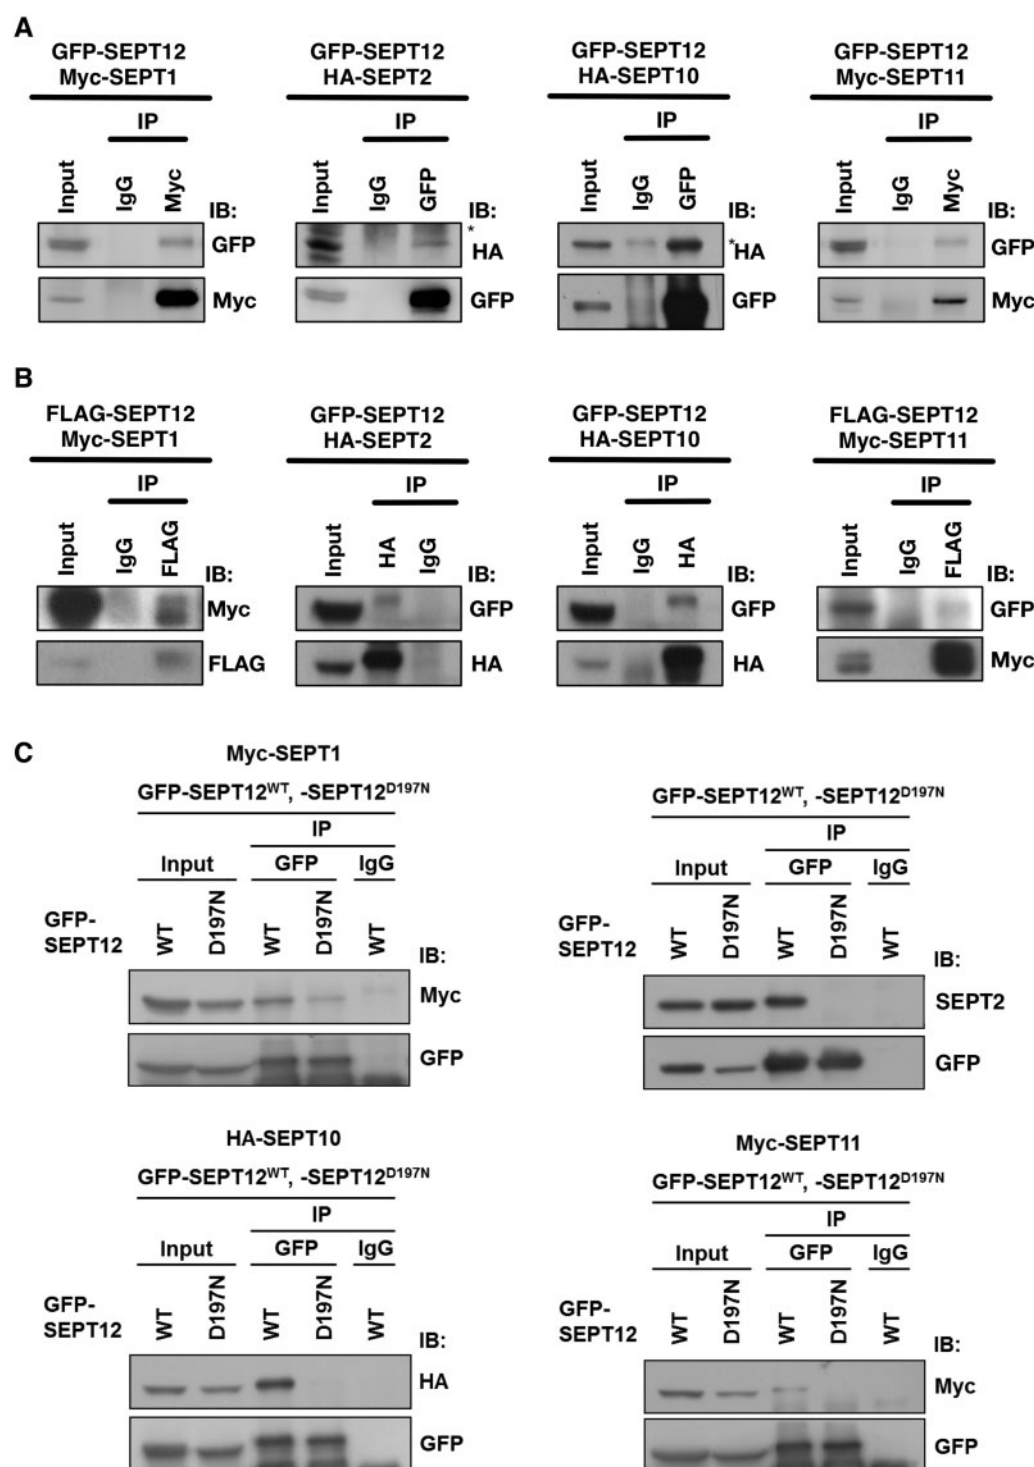 A
GFP-SEPT12
Myc-SEPT1
IP
Input
IgG
Myc
IB:
GFP
Myc
GFP-SEPT12
HA-SEPT2
IP
Input
IgG
GFP
IB:
*
HA
GFP
GFP-SEPT12
HA-SEPT10
IP
Input
IgG
GFP
IB:
*
HA
GFP
GFP-SEPT12
Myc-SEPT11
IP
Input
IgG
Myc
IB:
GFP
Myc
B
FLAG-SEPT12
Myc-SEPT1
IP
Input
IgG
FLAG
IB:
Myc
FLAG
GFP-SEPT12
HA-SEPT2
IP
Input
HA
IgG
IB:
GFP
HA
GFP-SEPT12
HA-SEPT10
IP
Input
IgG
HA
IB:
GFP
HA
FLAG-SEPT12
Myc-SEPT11
IP
Input
IgG
FLAG
IB:
GFP
Myc
C
Myc-SEPT1
GFP-SEPT12WT, -SEPT12D197N
IP
Input GFP IgG
GFP-
SEPT12
WT D197N WT D197N WT
IB:
Myc
GFP
GFP-SEPT12WT, -SEPT12D197N
IP
Input GFP IgG
GFP-
SEPT12
WT D197N WT D197N WT
IB:
SEPT2
GFP
HA-SEPT10
GFP-SEPT12WT, -SEPT12D197N
IP
Input GFP IgG
GFP-
SEPT12
WT D197N WT D197N WT
IB:
HA
GFP
Myc-SEPT11
GFP-SEPT12WT, -SEPT12D197N
IP
Input GFP IgG
GFP-
SEPT12
WT D197N WT D197N WT
IB:
Myc
GFP